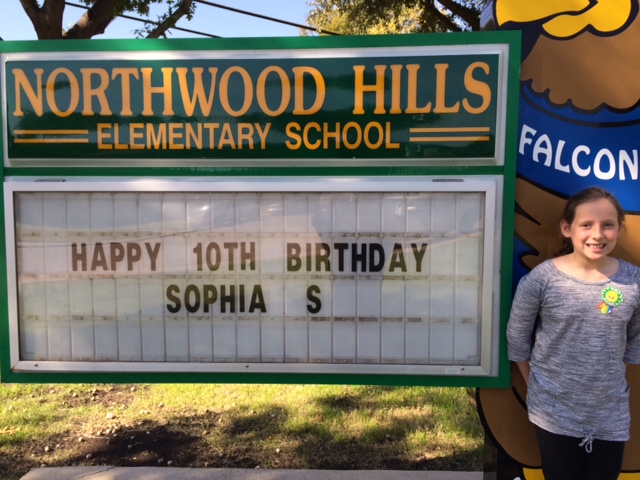 NORTHWOOD HILLS
ELEMENTARY SCHOOL
HAPPY 10TH BIRTHDAY
SOPHIA S
FALCON